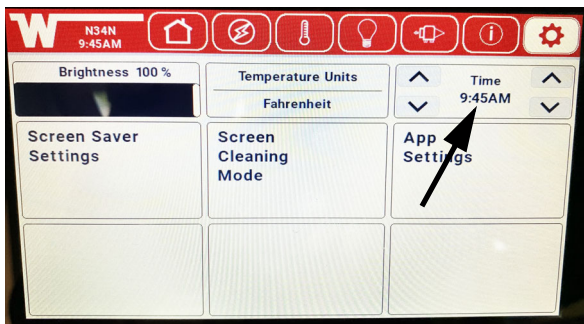 W
N34N
9:45AM
Brightness 100 %
Temperature Units
Fahrenheit
Time
9:45AM
Screen Saver
Settings
Screen
Cleaning
Mode
App
Settings